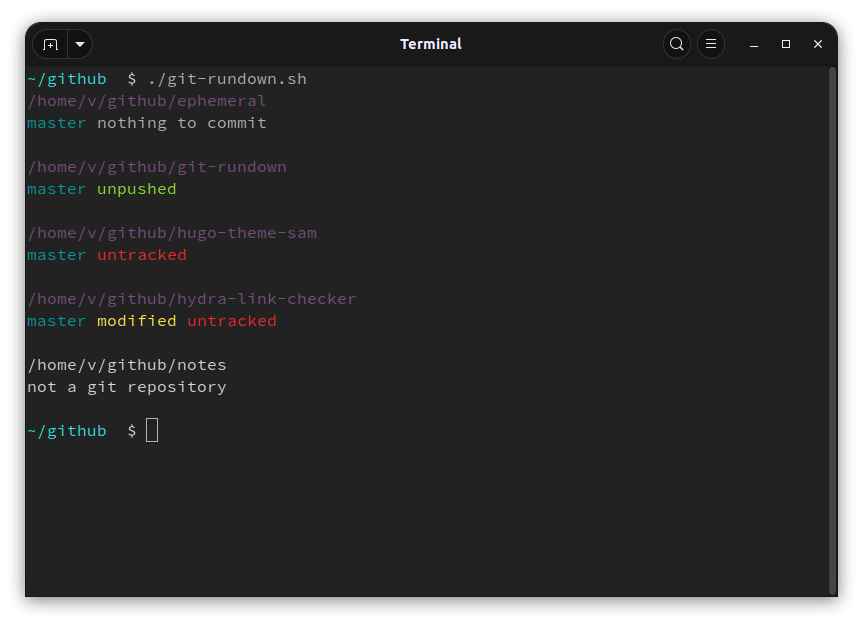 Terminal
~/github  $ ./git-rundown.sh
/home/v/github/ephemeral
master nothing to commit
/home/v/github/git-rundown
master unpushed
/home/v/github/hugo-theme-sam
master untracked
/home/v/github/hydra-link-checker
master modified untracked
/home/v/github/notes
not a git repository
~/github  $